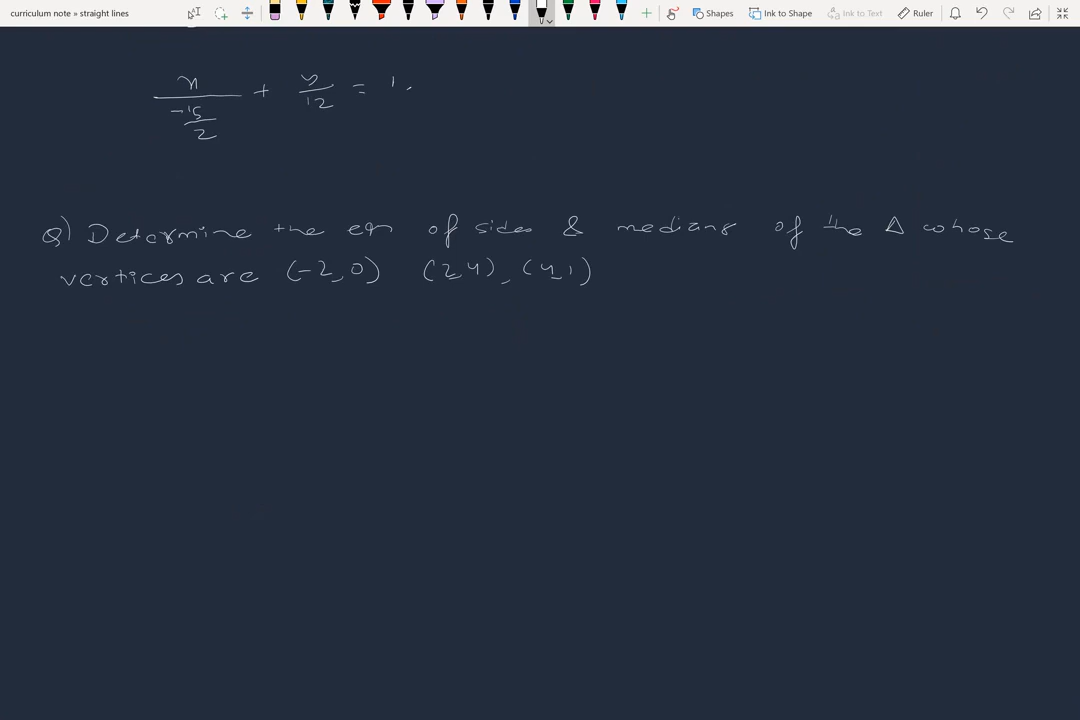 curriculum note » straight lines
Shapes Ink to Shape Ink to Text Ruler
x/(-15/2) + y/12 = 1.
Q) Determine the eqn of sides & medians of the Δ whose
vertices are (-2,0) (2,4), (4,1)